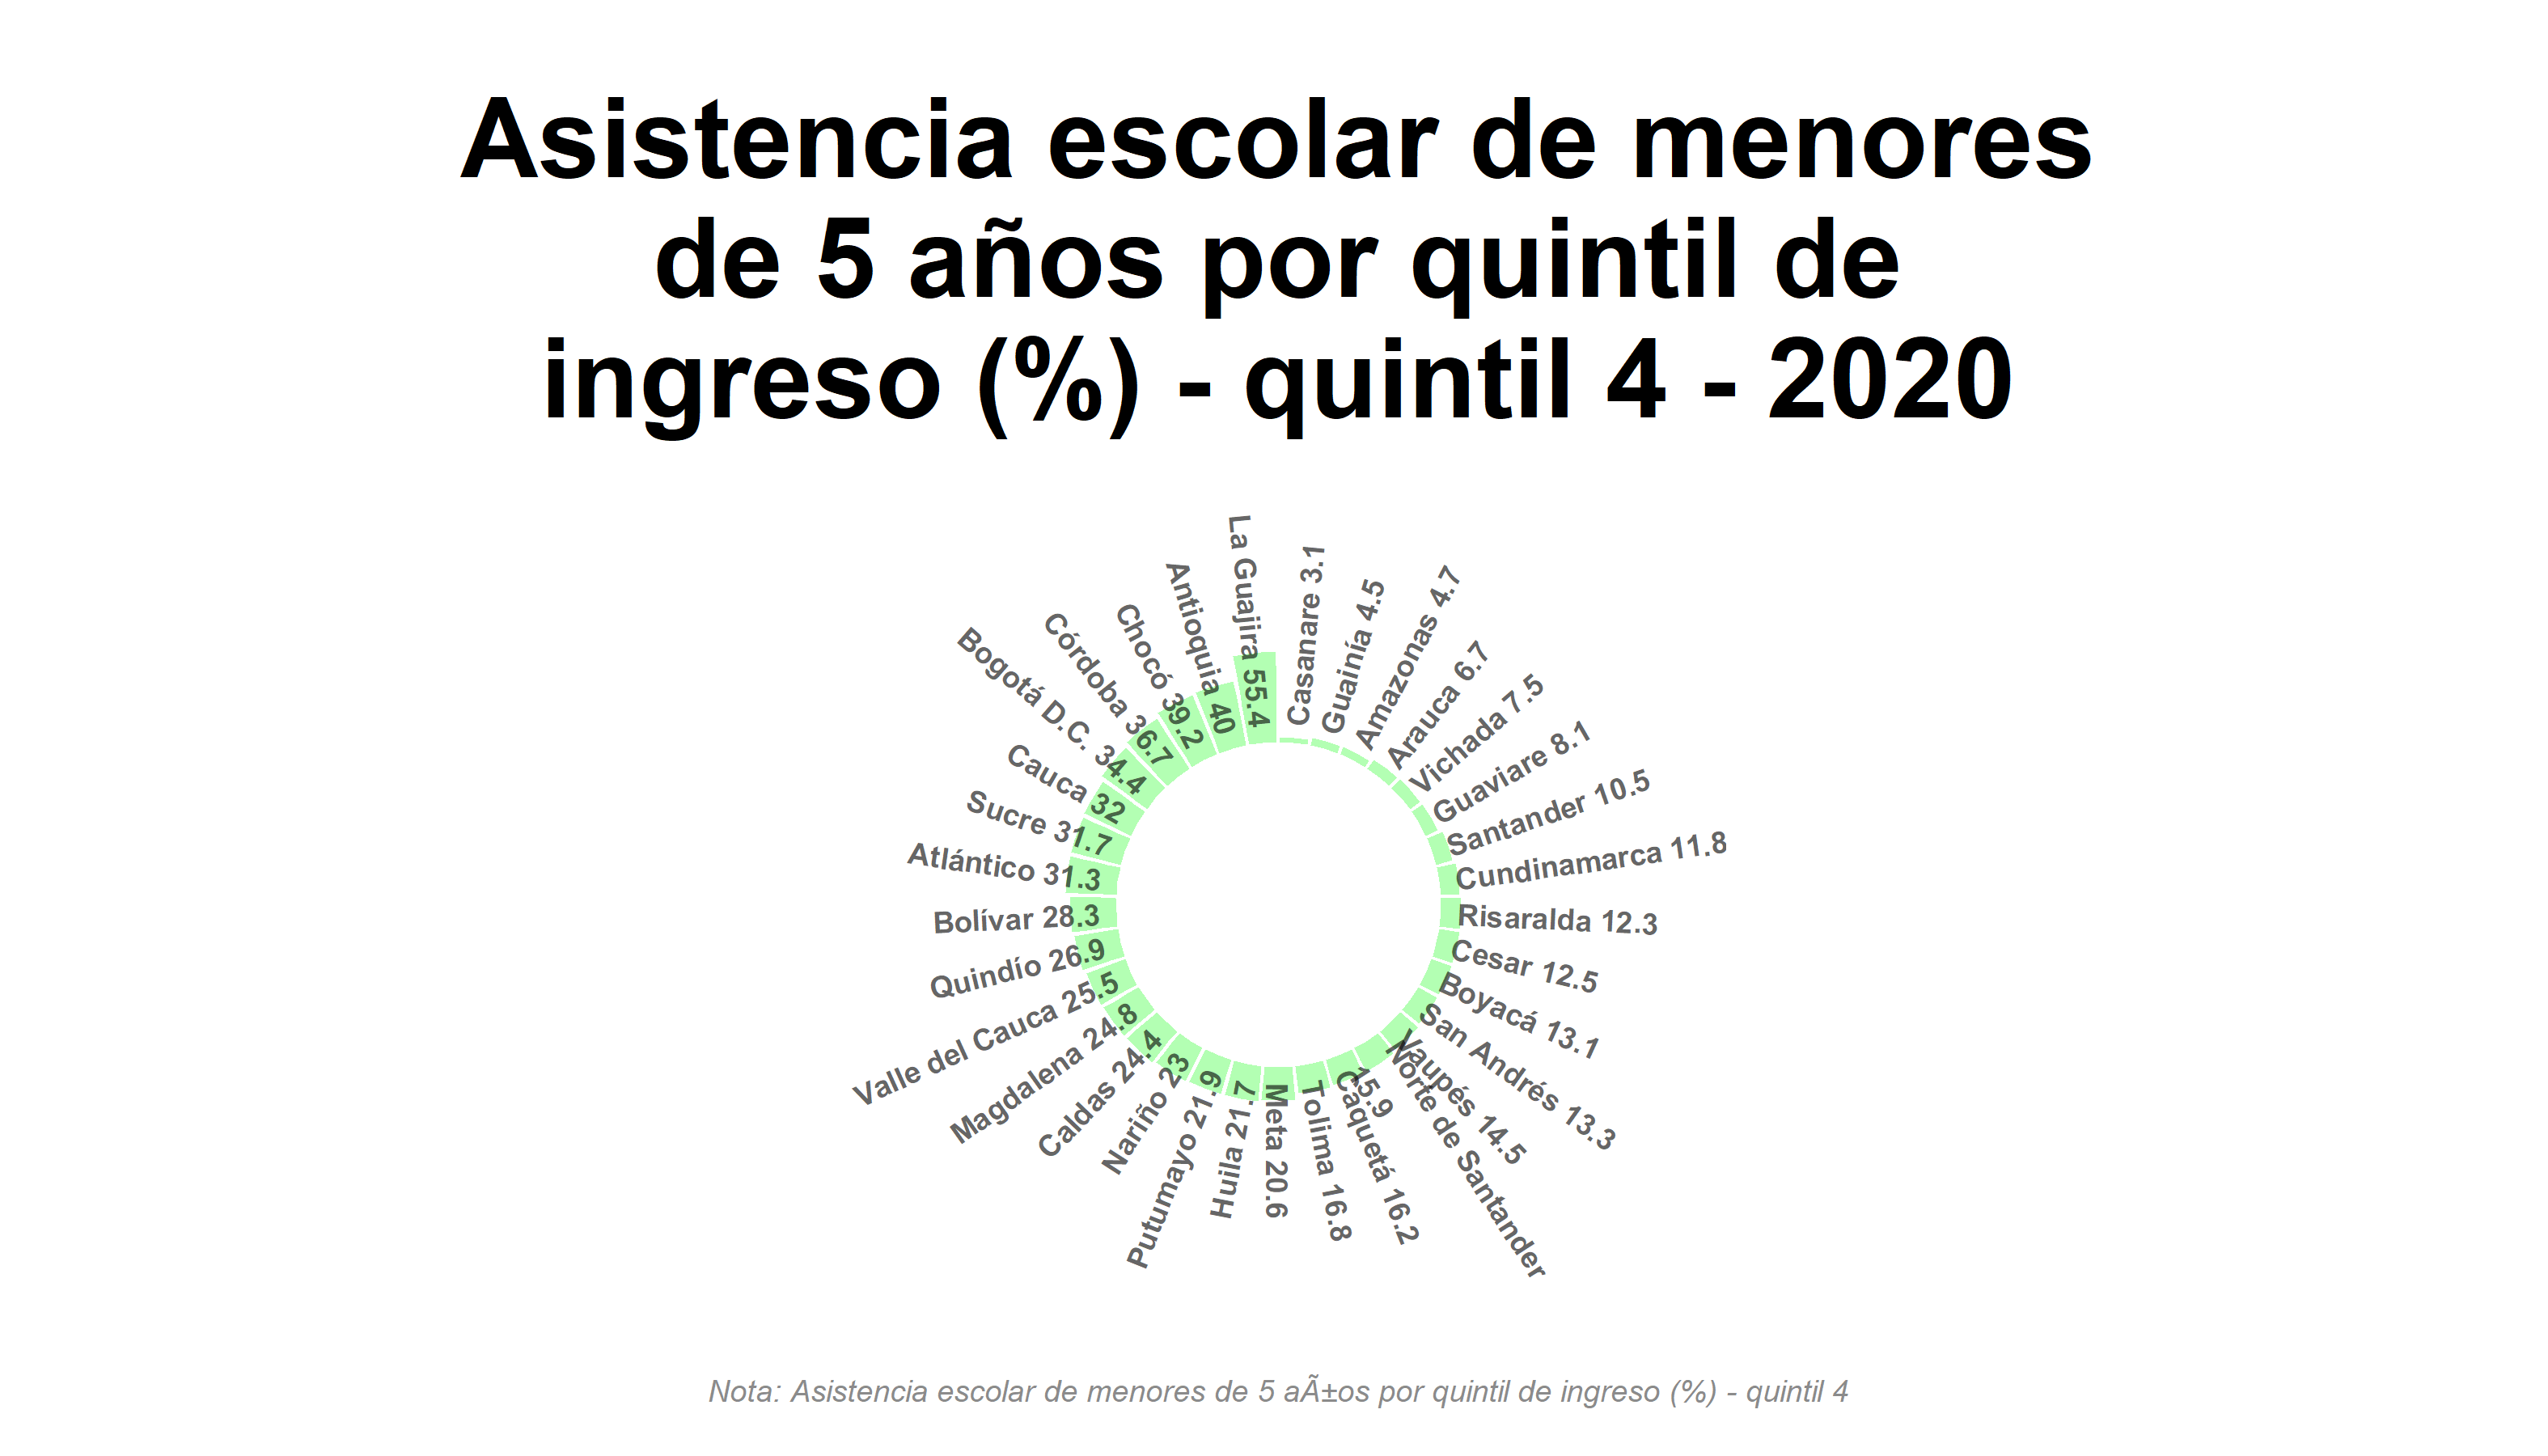 Asistencia escolar de menores
de 5 años por quintil de
ingreso (%) - quintil 4 - 2020
Casanare 3.1
Guainía 4.5
Amazonas 4.7
Arauca 6.7
Vichada 7.5
Guaviare 8.1
Santander 10.5
Cundinamarca 11.8
Risaralda 12.3
Cesar 12.5
Boyacá 13.1
San Andrés 13.3
Vaupés 14.5
Norte de Santander
15.9
Caquetá 16.2
Tolima 16.8
Meta 20.6
Huila 21.7
Putumayo 21.9
Nariño 23
Caldas 24.4
Magdalena 24.8
Valle del Cauca 25.5
Quindío 26.9
Bolívar 28.3
Atlántico 31.3
Sucre 31.7
Cauca 32
Bogotá D.C. 34.4
Córdoba 36.7
Chocó 39.2
Antioquia 40
La Guajira 55.4
Nota: Asistencia escolar de menores de 5 aÃ±os por quintil de ingreso (%) - quintil 4